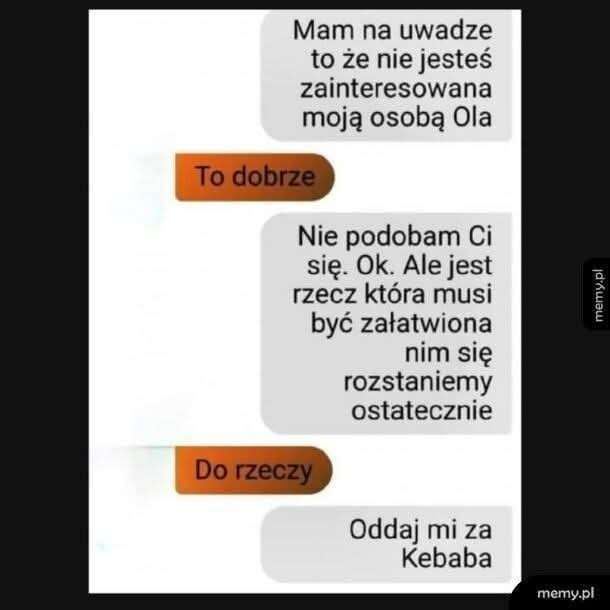 Mam na uwadze
to że nie jesteś
zainteresowana
moją osobą Ola
To dobrze
Nie podobam Ci
się. Ok. Ale jest
rzecz która musi
być załatwiona
nim się
rozstaniemy
ostatecznie
Do rzeczy
Oddaj mi za
Kebaba
memy.pl
memy.pl